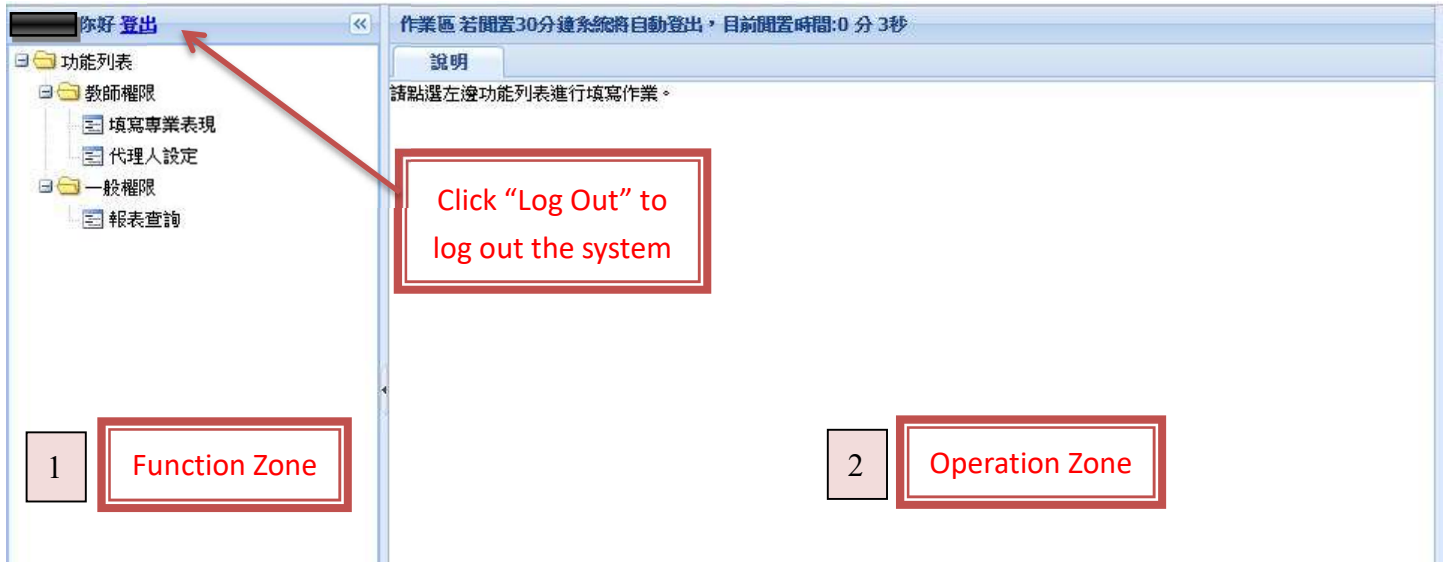 你好 登出
作業區 若閒置30分鐘系統將自動登出,目前閒置時間:0 分 3秒
功能列表
教師權限
填寫專業表現
代理人設定
一般權限
報表查詢
說明
請點選左邊功能列表進行填寫作業。
Click “Log Out” to
log out the system
1
Function Zone
2
Operation Zone